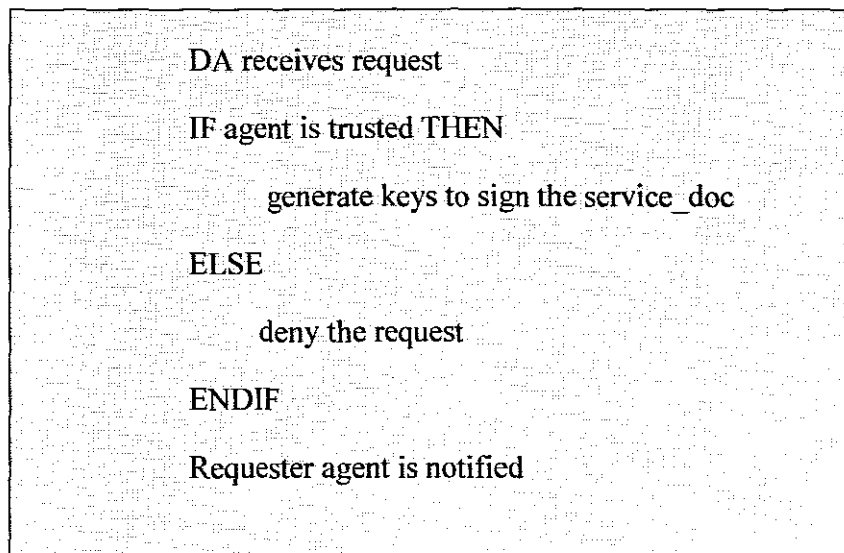 DA receives request
IF agent is trusted THEN
generate keys to sign the service_doc
ELSE
deny the request
ENDIF
Requester agent is notified